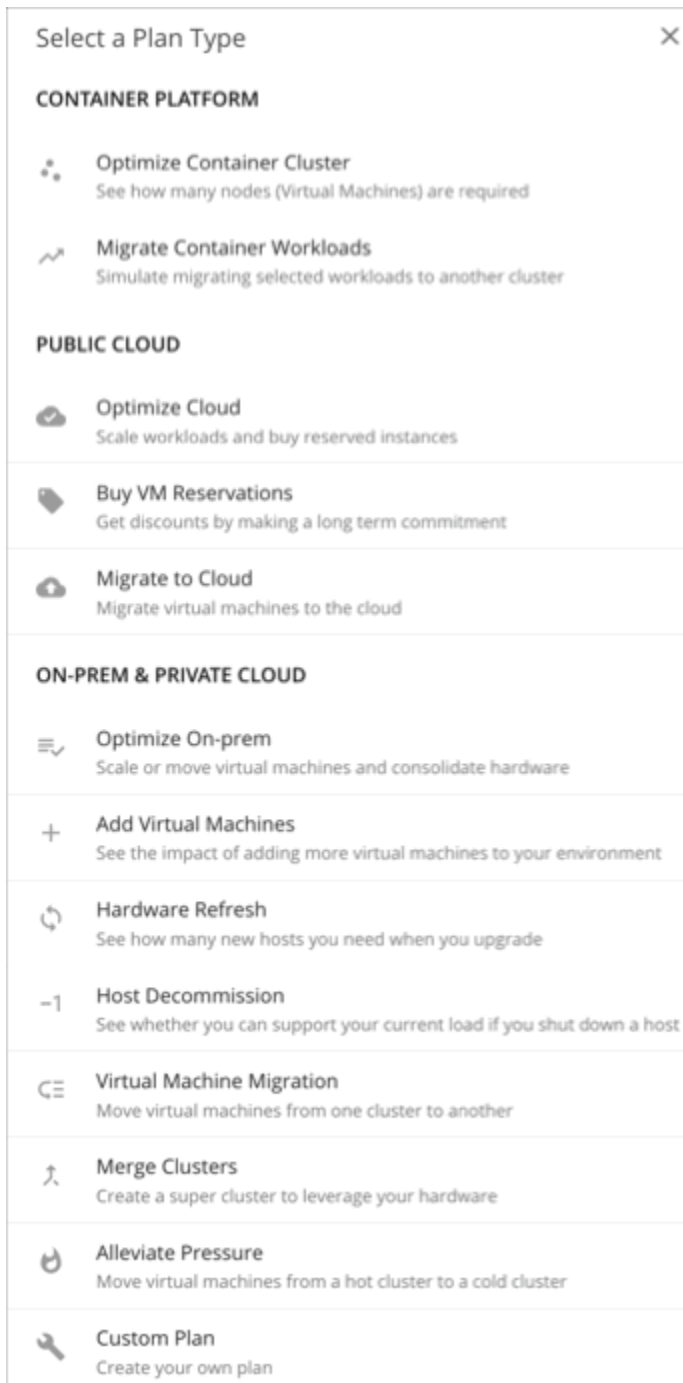 Select a Plan Type
CONTAINER PLATFORM
Optimize Container Cluster
See how many nodes (Virtual Machines) are required
Migrate Container Workloads
Simulate migrating selected workloads to another cluster
PUBLIC CLOUD
Optimize Cloud
Scale workloads and buy reserved instances
Buy VM Reservations
Get discounts by making a long term commitment
Migrate to Cloud
Migrate virtual machines to the cloud
ON-PREM & PRIVATE CLOUD
Optimize On-prem
Scale or move virtual machines and consolidate hardware
Add Virtual Machines
See the impact of adding more virtual machines to your environment
Hardware Refresh
See how many new hosts you need when you upgrade
-1 Host Decommission
See whether you can support your current load if you shut down a host
Virtual Machine Migration
Move virtual machines from one cluster to another
Merge Clusters
Create a super cluster to leverage your hardware
Alleviate Pressure
Move virtual machines from a hot cluster to a cold cluster
Custom Plan
Create your own plan